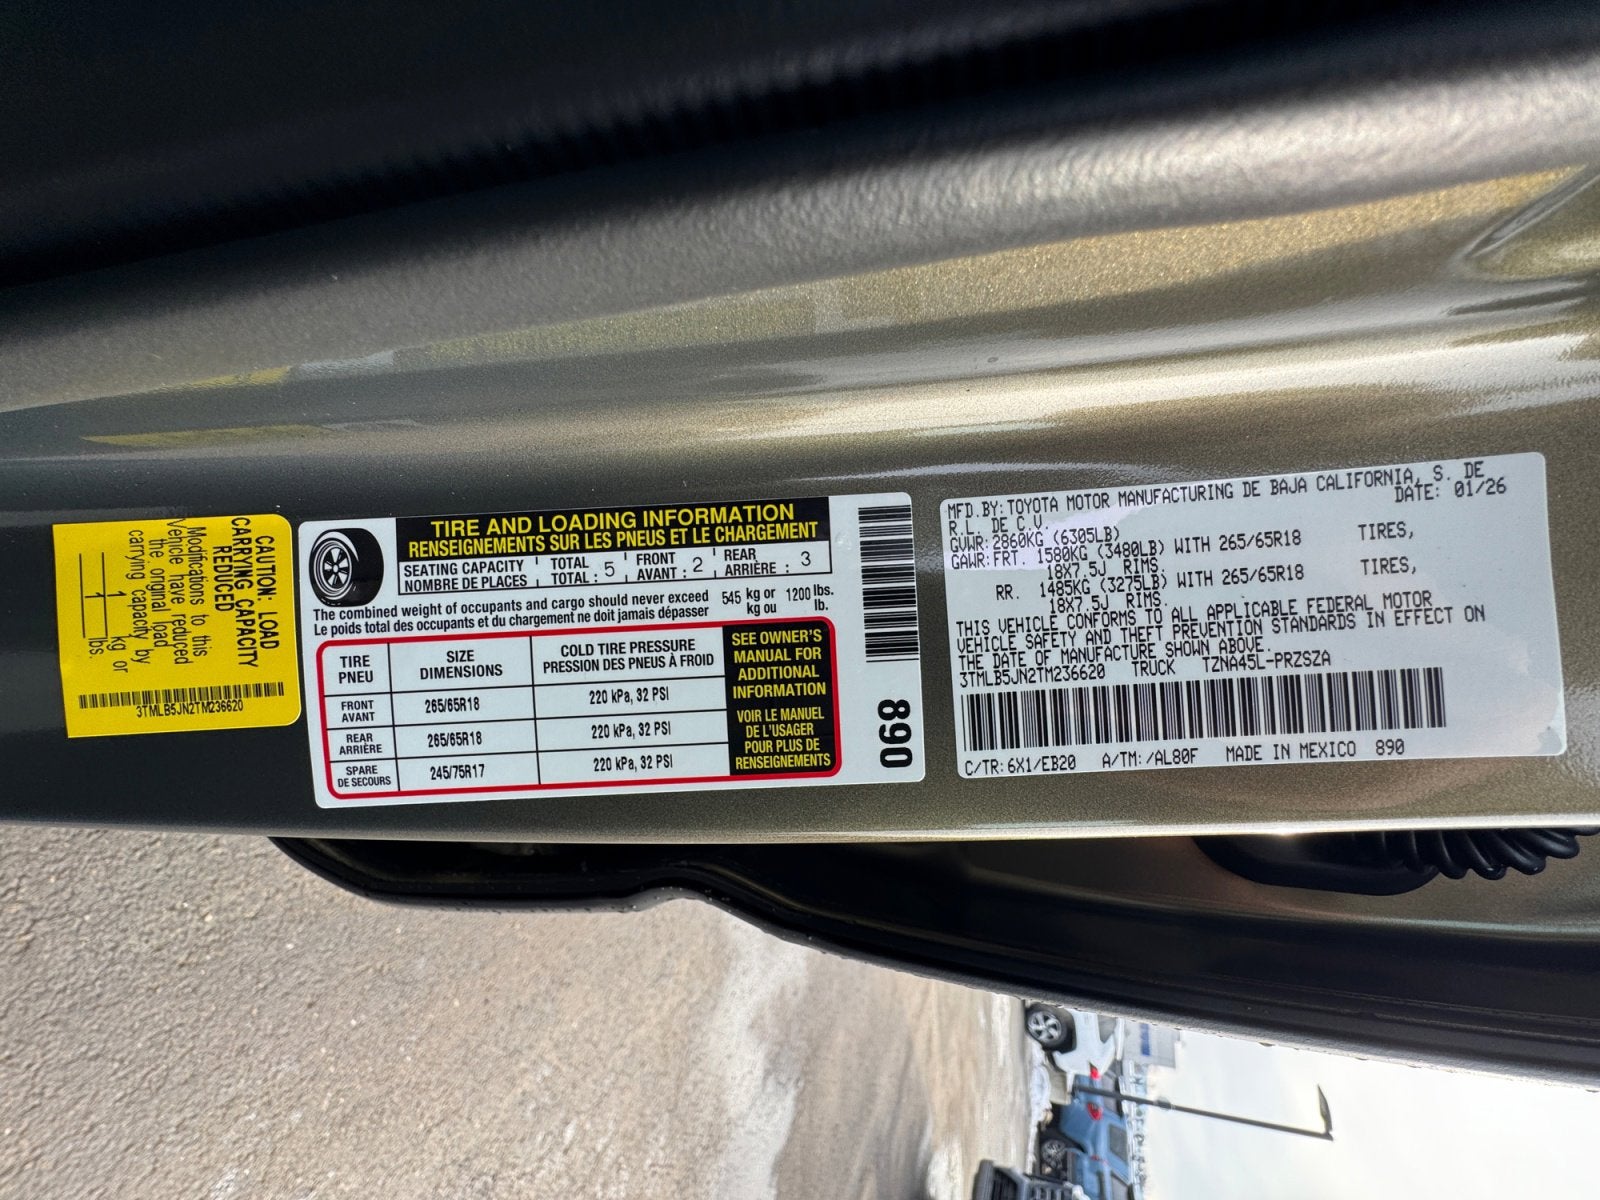 CAUTION: LOAD
CARRYING CAPACITY
REDUCED
Modifications to this
Vehicle have reduced
the original load
carrying capacity by
1 kg or
1 lbs.
3TMLB5JN2TM236620
TIRE AND LOADING INFORMATION
RENSEIGNEMENTS SUR LES PNEUS ET LE CHARGEMENT
SEATING CAPACITY TOTAL FRONT REAR
NOMBRE DE PLACES TOTAL : 5 AVANT : 2 ARRIÈRE : 3
The combined weight of occupants and cargo should never exceed 545 kg or 1200 lbs.
Le poids total des occupants et du chargement ne doit jamais dépasser kg ou lb.
TIRE SIZE COLD TIRE PRESSURE
PNEU DIMENSIONS PRESSION DES PNEUS À FROID
FRONT
AVANT 265/65R18 220 kPa, 32 PSI
REAR
ARRIÈRE 265/65R18 220 kPa, 32 PSI
SPARE
DE SECOURS 245/75R17 220 kPa, 32 PSI
SEE OWNER'S
MANUAL FOR
ADDITIONAL
INFORMATION
VOIR LE MANUEL
DE L'USAGER
POUR PLUS DE
RENSEIGNEMENTS
890
MFD.BY:TOYOTA MOTOR MANUFACTURING DE BAJA CALIFORNIA, S. DE
R.L. DE C.V. DATE: 01/26
GVWR:2860KG (6305LB)
GAWR:FRT. 1580KG (3480LB) WITH 265/65R18 TIRES,
18X7.5J RIMS.
RR. 1485KG (3275LB) WITH 265/65R18 TIRES,
18X7.5J RIMS.
THIS VEHICLE CONFORMS TO ALL APPLICABLE FEDERAL MOTOR
VEHICLE SAFETY AND THEFT PREVENTION STANDARDS IN EFFECT ON
THE DATE OF MANUFACTURE SHOWN ABOVE.
3TMLB5JN2TM236620 TRUCK TZNA45L-PRZSZA
C/TR:6X1/EB20 A/TM:/AL80F MADE IN MEXICO 890